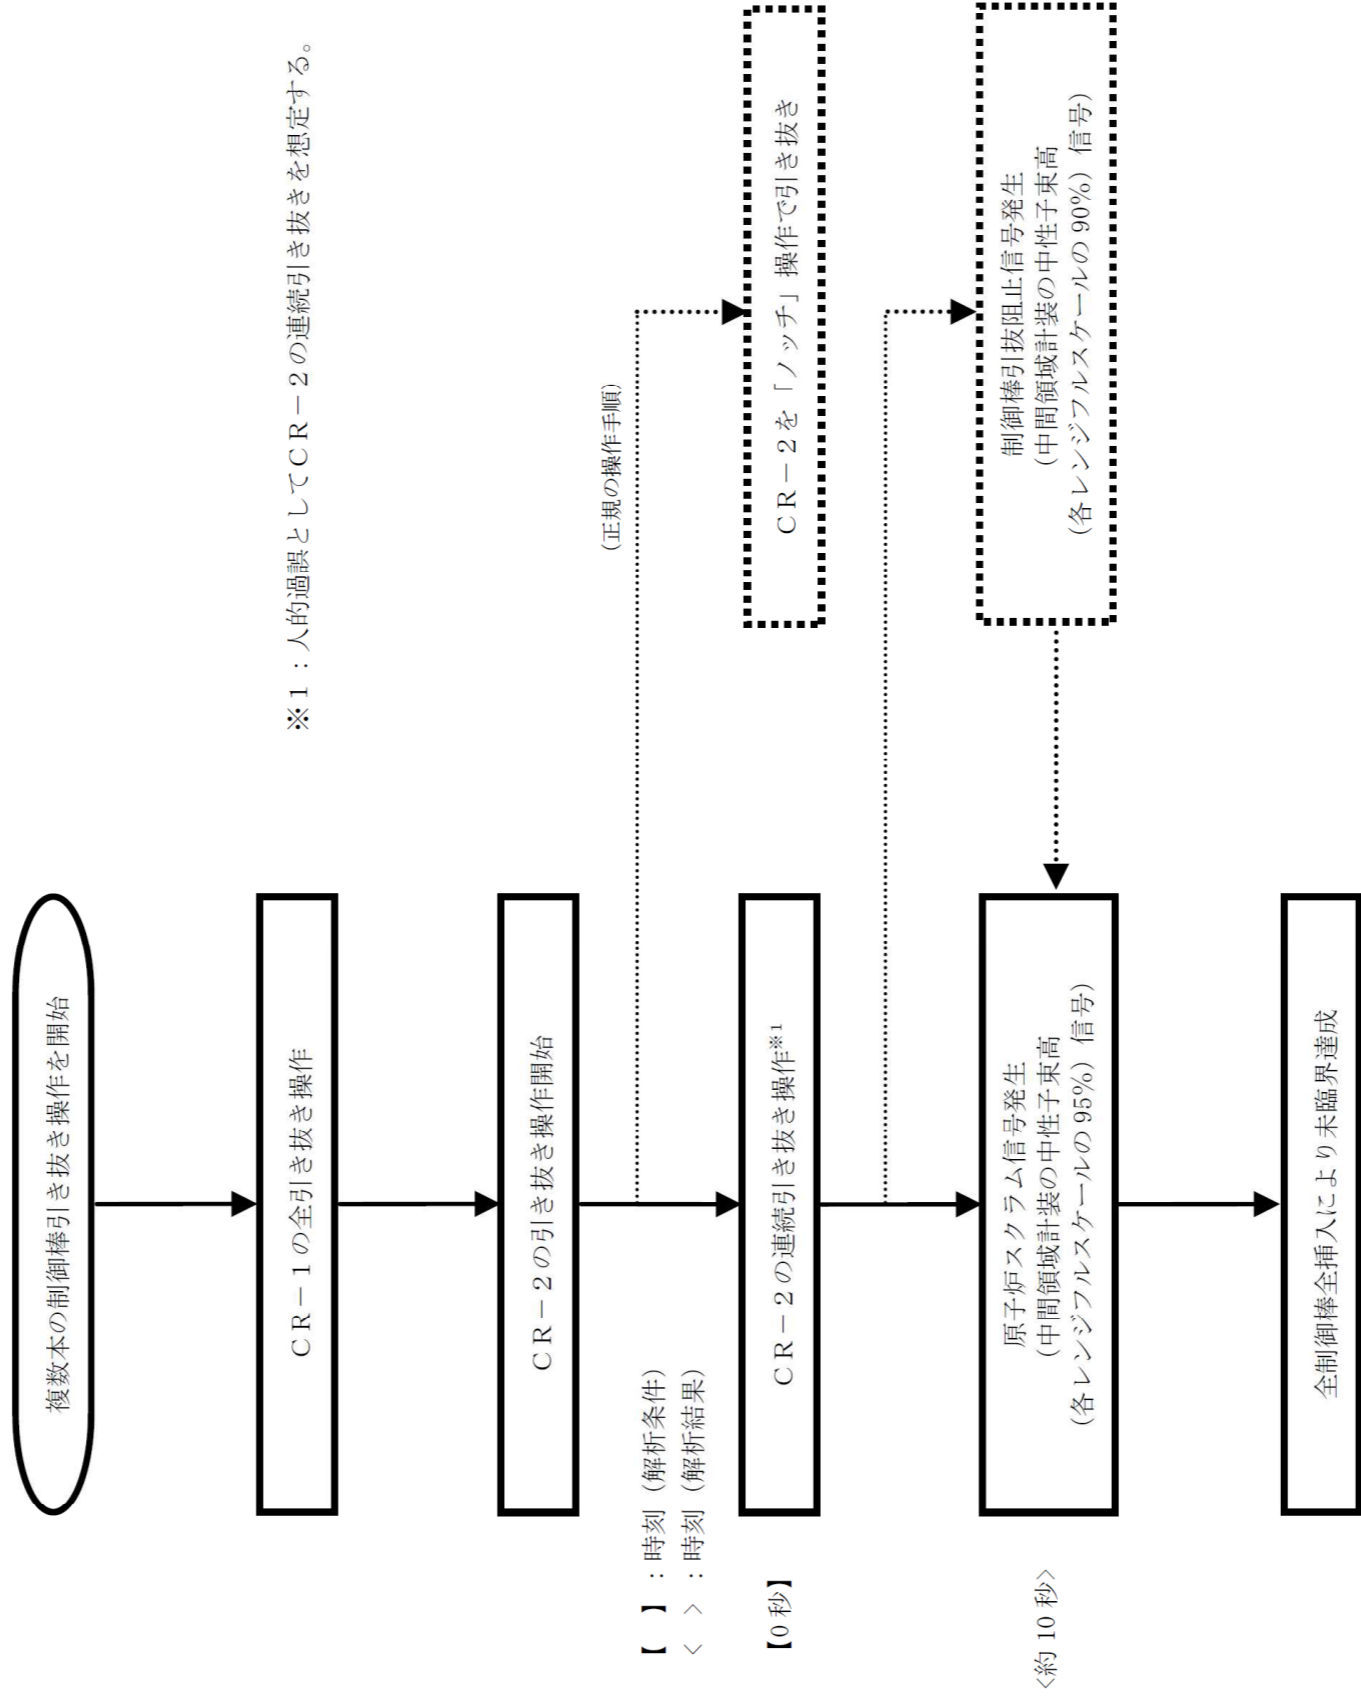 複数本の制御棒引き抜き操作を開始
ＣＲ－１の全引き抜き操作
※１：人的過誤としてＣＲ－２の連続引き抜きを想定する。
ＣＲ－２の引き抜き操作開始
【　】：時刻（解析条件）
＜　＞：時刻（解析結果）
（正規の操作手順）
【0 秒】
ＣＲ－２の連続引き抜き操作※1
ＣＲ－２を「ノッチ」操作で引き抜き
＜約 10 秒＞
原子炉スクラム信号発生
（中間領域計装の中性子束高
（各レンジフルスケールの 95%）信号）
制御棒引抜阻止信号発生
（中間領域計装の中性子束高
（各レンジフルスケールの 90%）信号）
全制御棒全挿入により未臨界達成